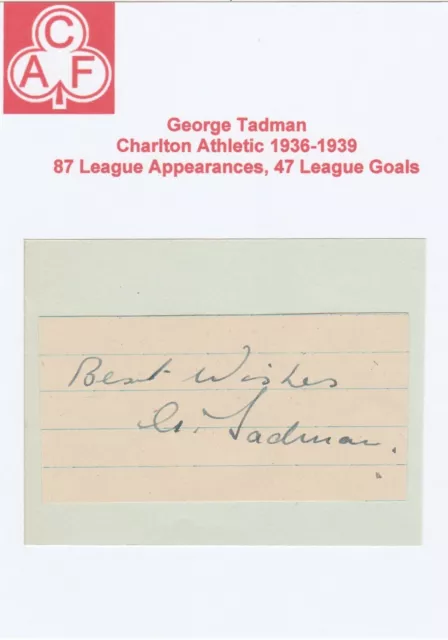 C
A F
George Tadman
Charlton Athletic 1936-1939
87 League Appearances, 47 League Goals
Best Wishes
G. Tadman.